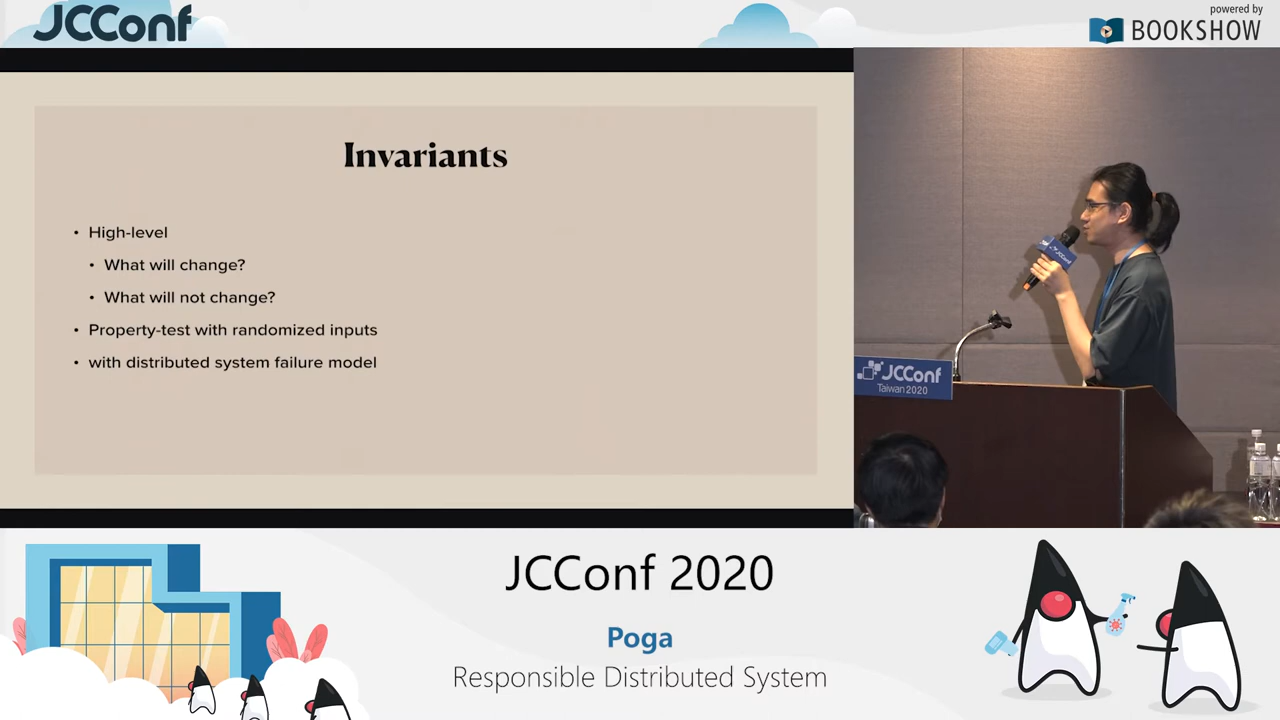 JCConf
powered by
BOOKSHOW
Invariants
• High-level
• What will change?
• What will not change?
• Property-test with randomized inputs
• with distributed system failure model
JCConf
JCConf
Taiwan 2020
JCConf 2020
Poga
Responsible Distributed System